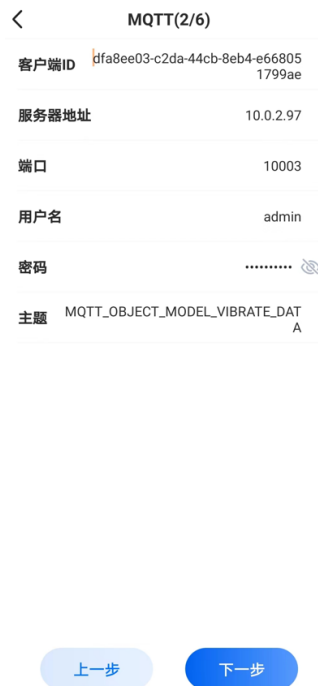 MQTT(2/6)
客户端ID
dfa8ee03-c2da-44cb-8eb4-e66805
1799ae
服务器地址 10.0.2.97
端口 10003
用户名 admin
密码 ••••••••••
主题
MQTT_OBJECT_MODEL_VIBRATE_DAT
A
上一步 下一步